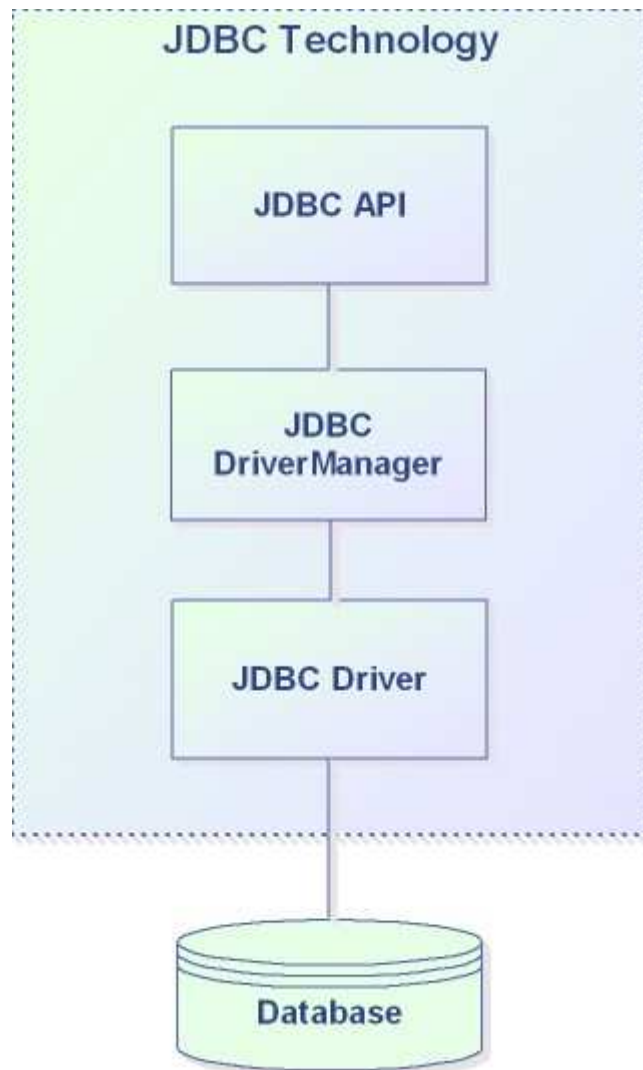 JDBC Technology
JDBC API
JDBC
DriverManager
JDBC Driver
Database